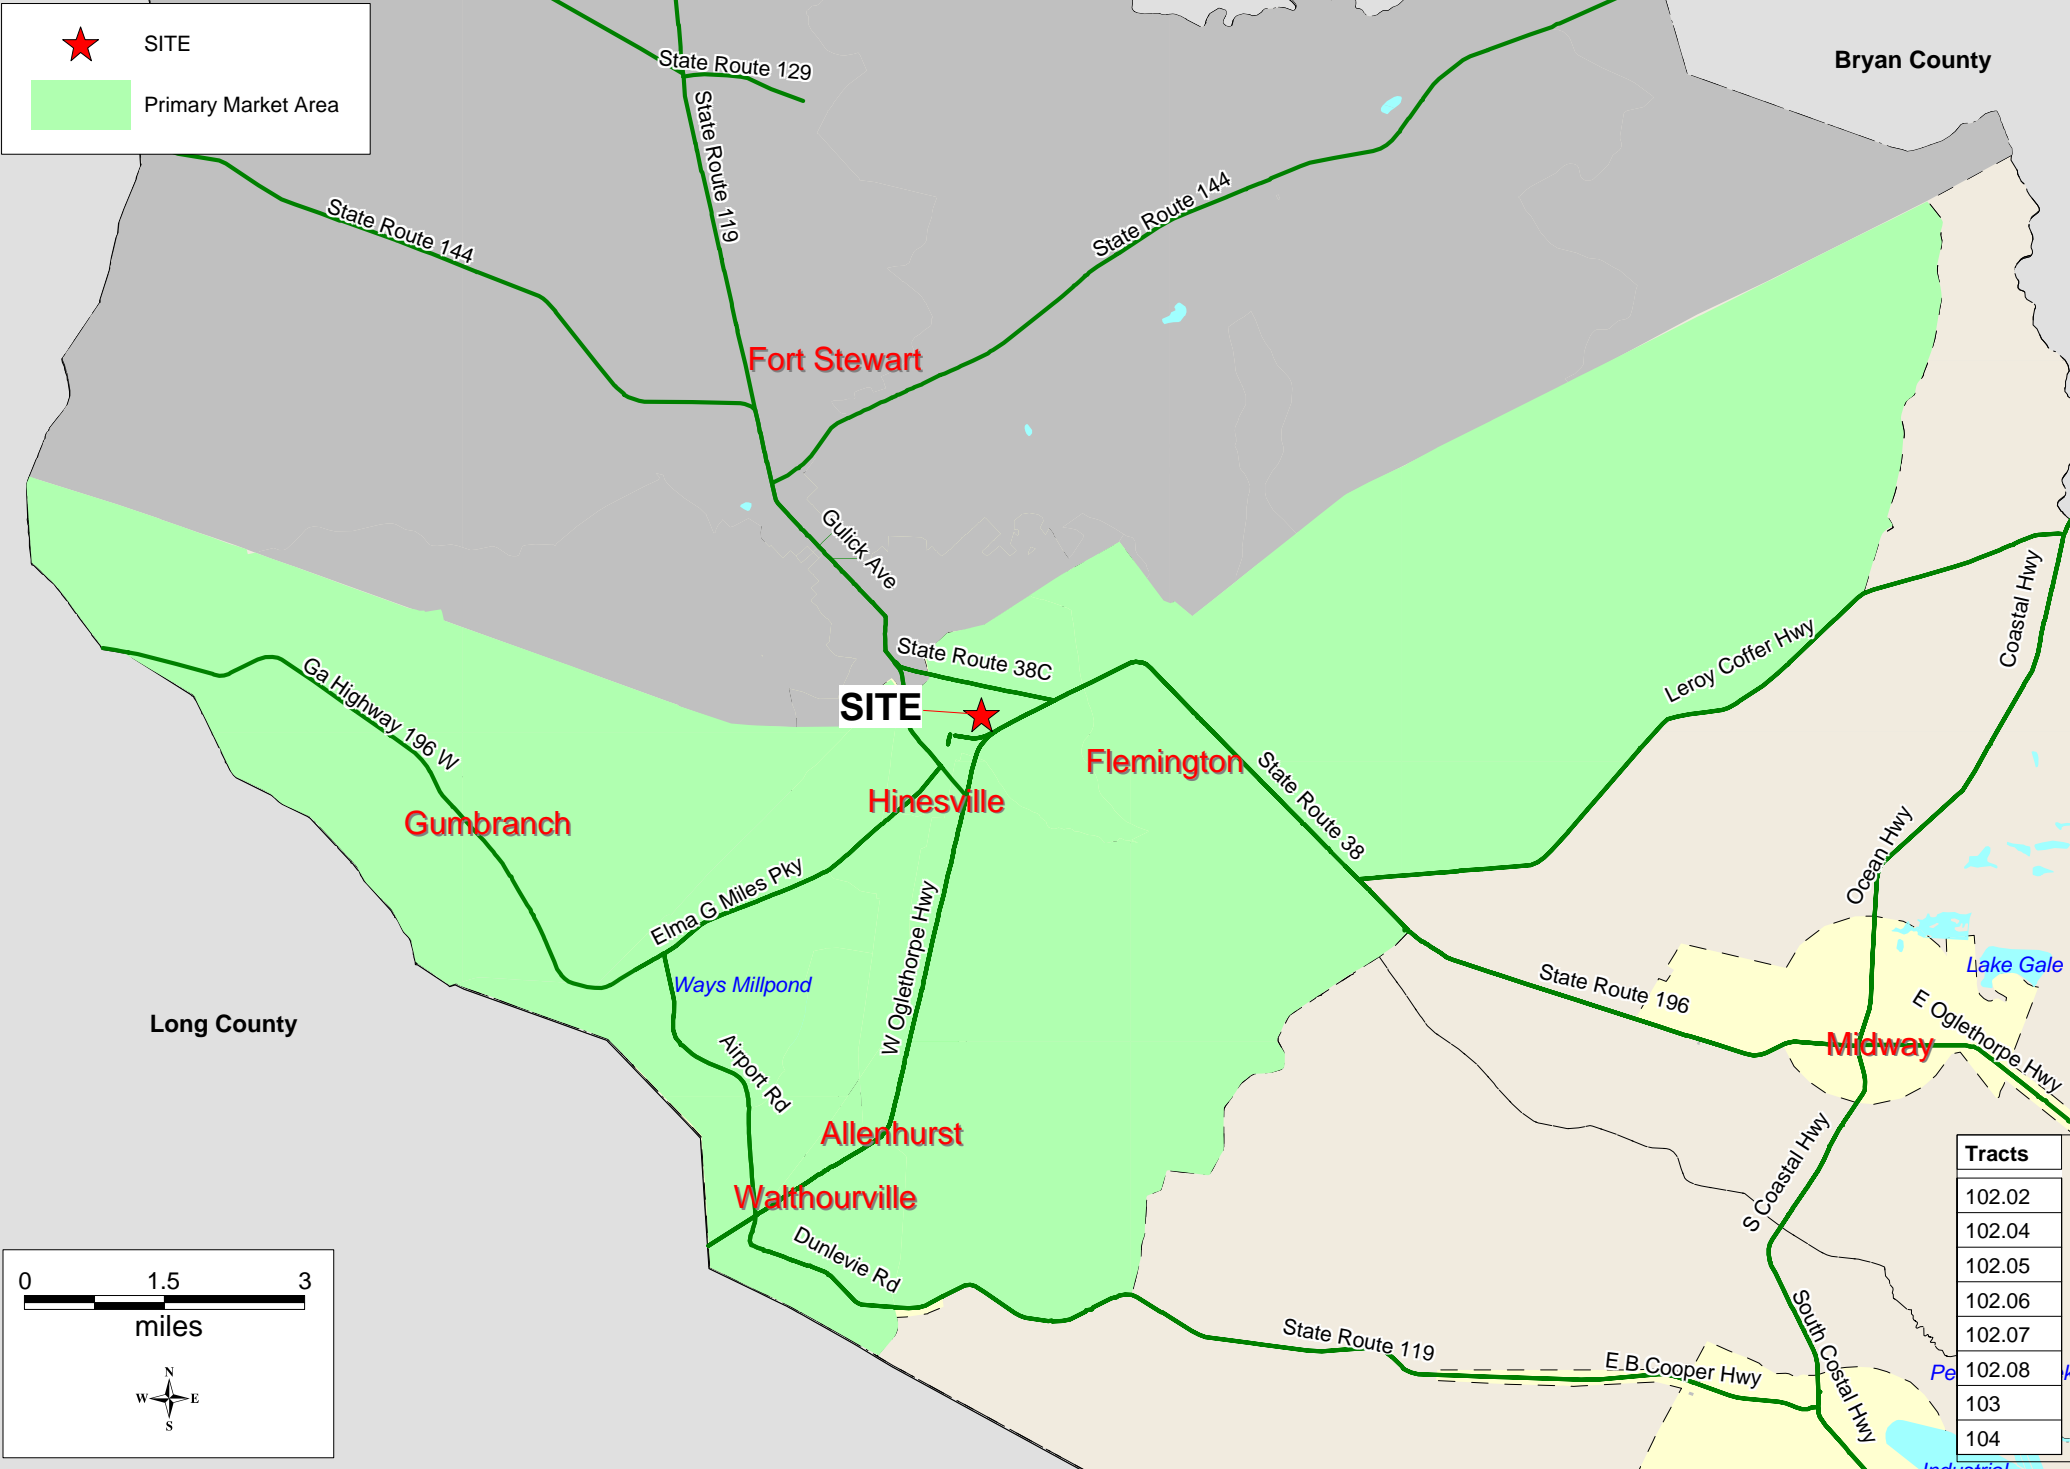 SITE
Primary Market Area
Bryan County
State Route 129
State Route 119
State Route 144
State Route 144
Fort Stewart
Gulick Ave
State Route 38C
SITE
Ga Highway 196 W
Gumbranch
Hinesville
Flemington
State Route 38
Leroy Coffer Hwy
Coastal Hwy
Ocean Hwy
Elma G Miles Pky
W Oglethorpe Hwy
Ways Millpond
Airport Rd
Long County
State Route 196
Lake Gale
E Oglethorpe Hwy
Midway
Allenhurst
Walthourville
Dunlevie Rd
S Coastal Hwy
South Costal Hwy
State Route 119
E B Cooper Hwy
Tracts
102.02
102.04
102.05
102.06
102.07
102.08
103
104
0 1.5 3
miles
N
W E
S
Industrial